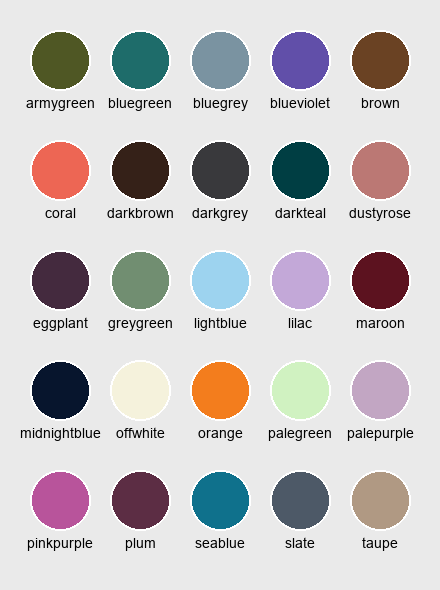 armygreen bluegreen bluegrey blueviolet brown
coral darkbrown darkgrey darkteal dustyrose
eggplant greygreen lightblue lilac maroon
midnightblue offwhite orange palegreen palepurple
pinkpurple plum seablue slate taupe